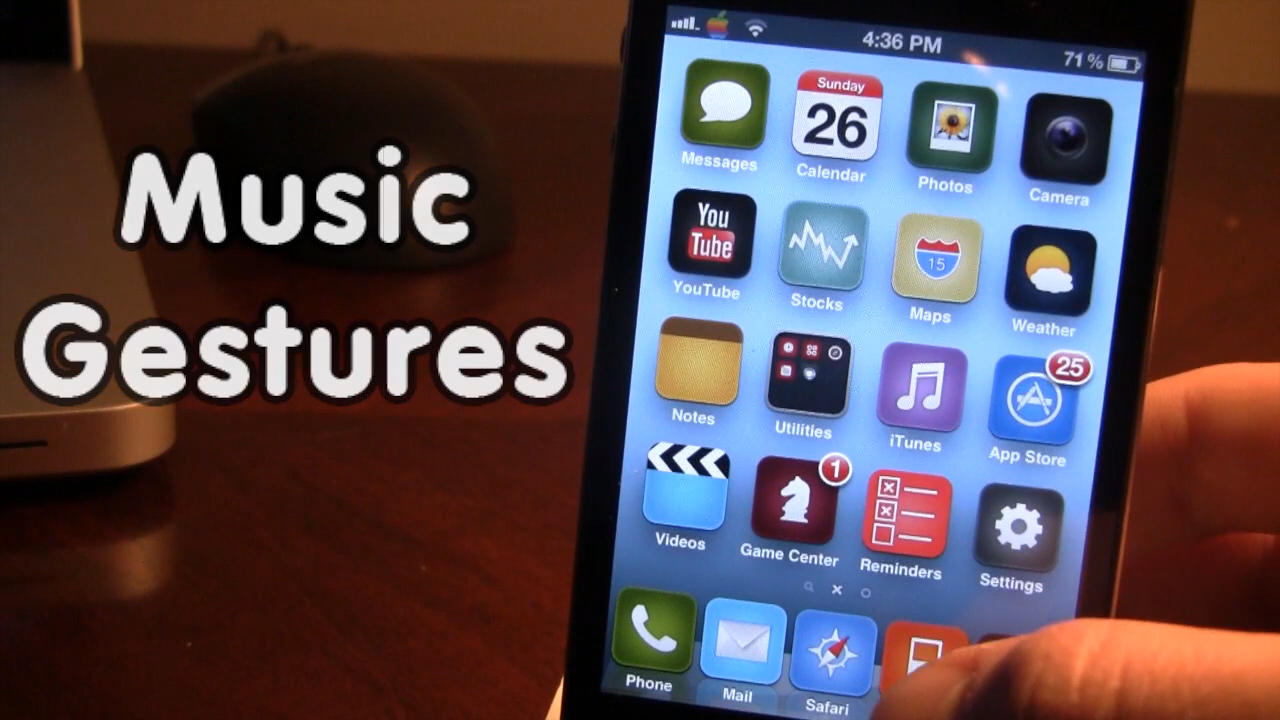 Music
Gestures
4:36 PM
71%
Sunday
26
Messages
Calendar
Photos
Camera
You
Tube
15
YouTube
Stocks
Maps
Weather
25
Notes
Utilities
iTunes
App Store
1
Videos
Game Center
Reminders
Settings
Phone
Mail
Safari